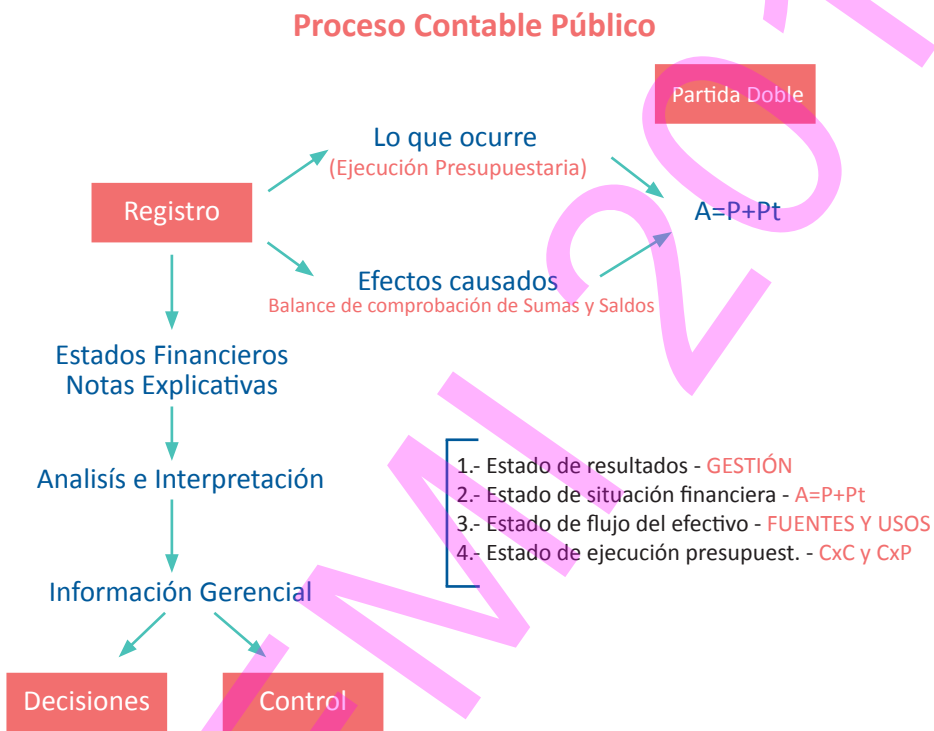 Proceso Contable Público
Partida Doble
Lo que ocurre
(Ejecución Presupuestaria)
Registro
A=P+Pt
Efectos causados
Balance de comprobación de Sumas y Saldos
Estados Financieros
Notas Explicativas
Analisís e Interpretación
1.- Estado de resultados - GESTIÓN
2.- Estado de situación financiera - A=P+Pt
3.- Estado de flujo del efectivo - FUENTES Y USOS
4.- Estado de ejecución presupuest. - CxC y CxP
Información Gerencial
Decisiones
Control